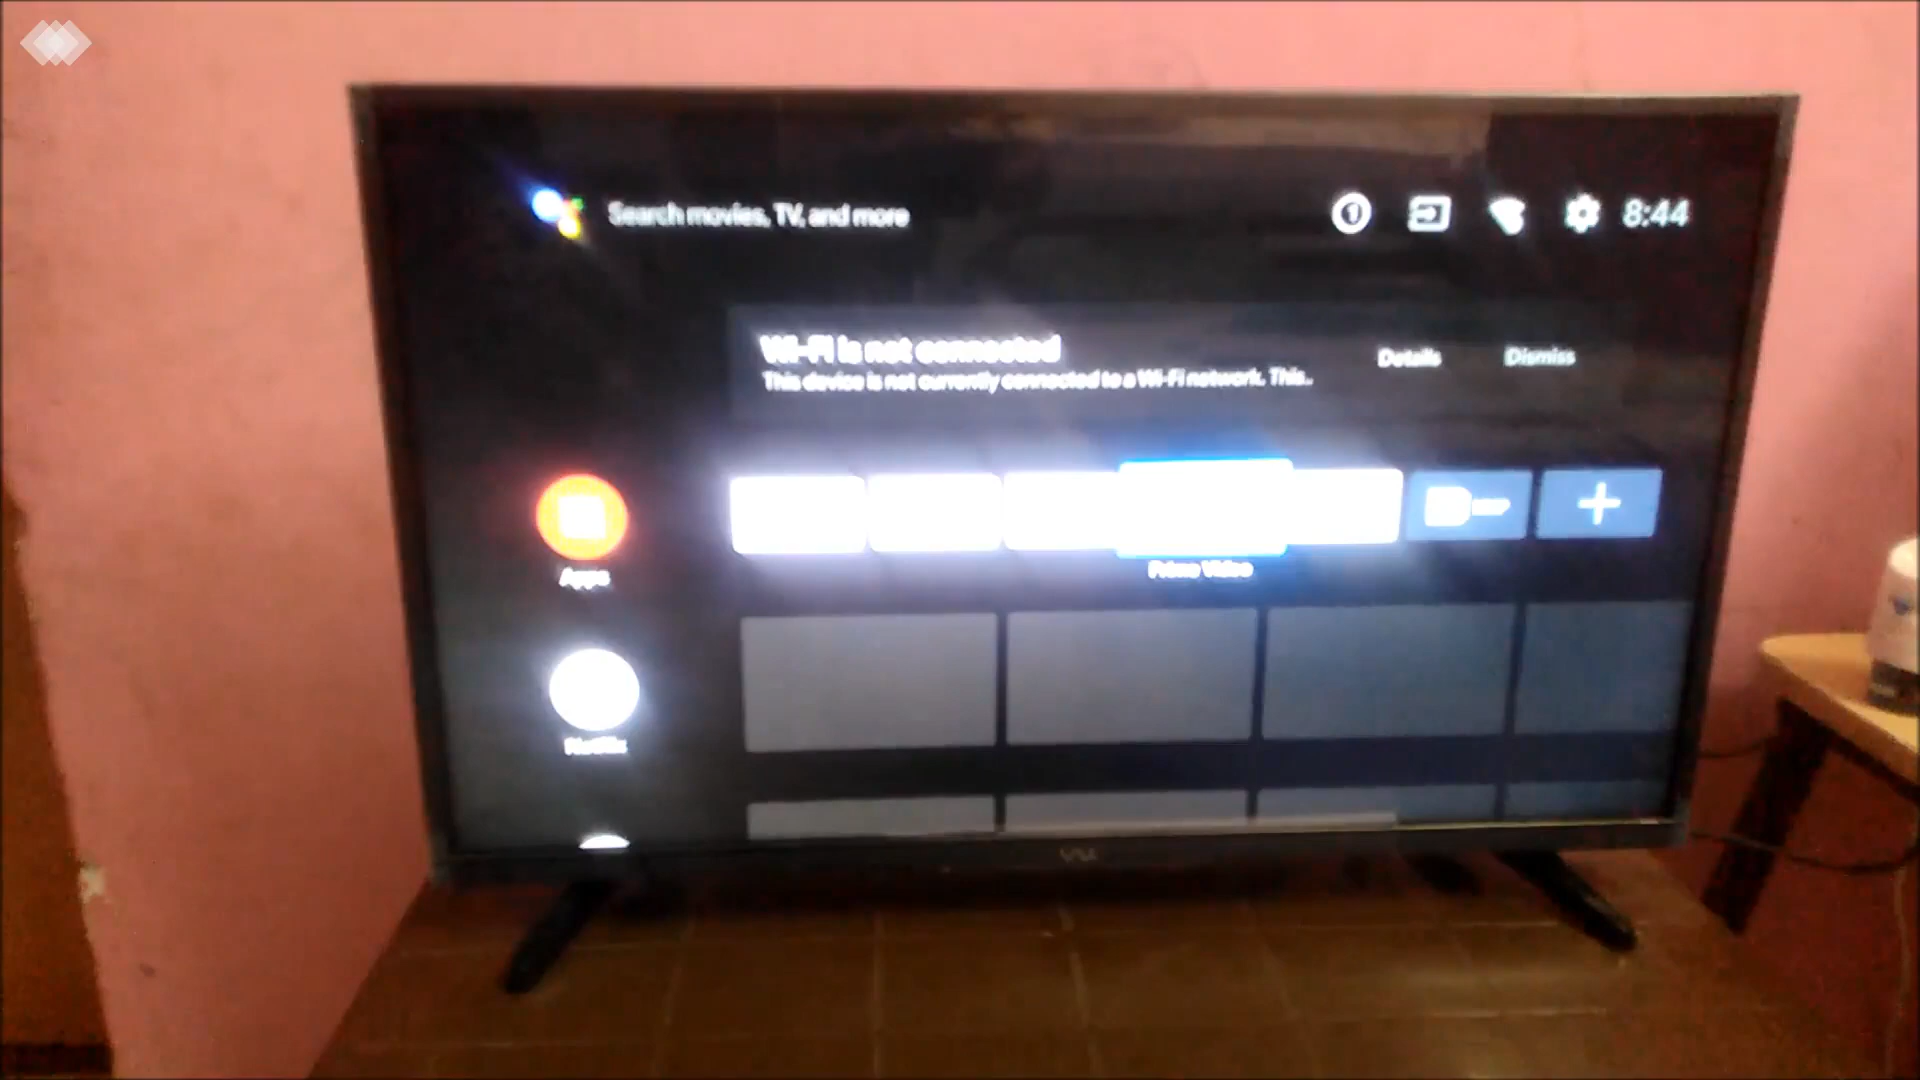 Search movies, TV, and more
1
8:44
Wi-Fi is not connected
This device is not currently connected to a Wi-Fi network. This..
Details
Dismiss
Apps
Prime Video
Netflix